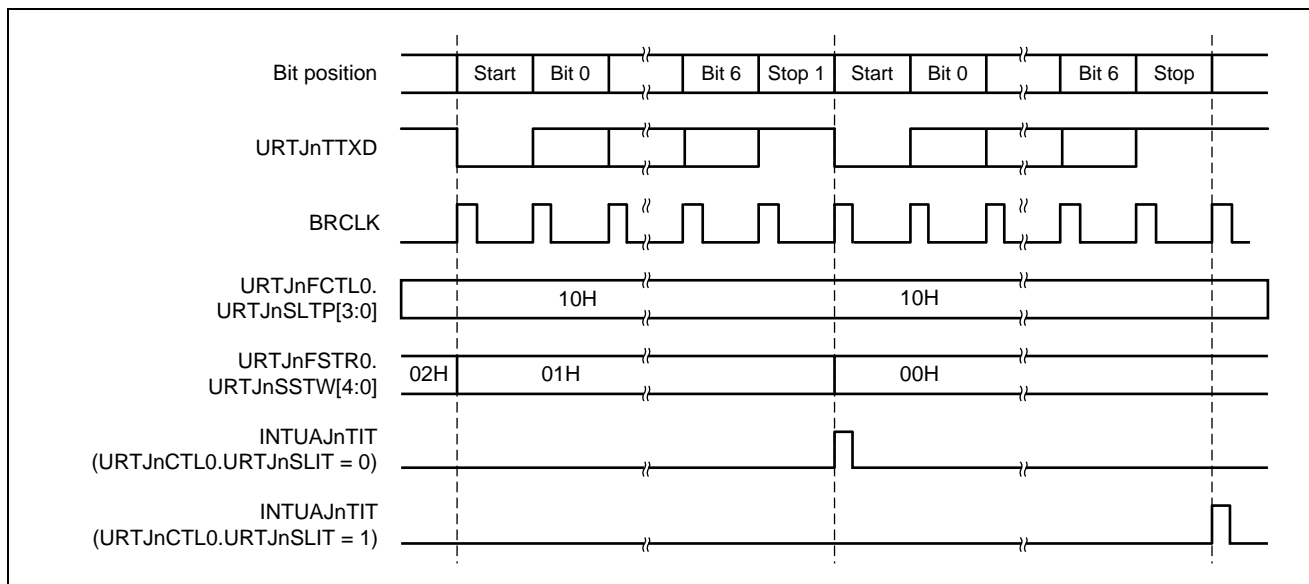 Bit position
Start Bit 0 Bit 6 Stop 1 Start Bit 0 Bit 6 Stop
URTJnTTXD
BRCLK
URTJnFCTL0.
URTJnSLTP[3:0]
10H 10H
URTJnFSTR0.
URTJnSSTW[4:0]
02H 01H 00H
INTUAJnTIT
(URTJnCTL0.URTJnSLIT = 0)
INTUAJnTIT
(URTJnCTL0.URTJnSLIT = 1)